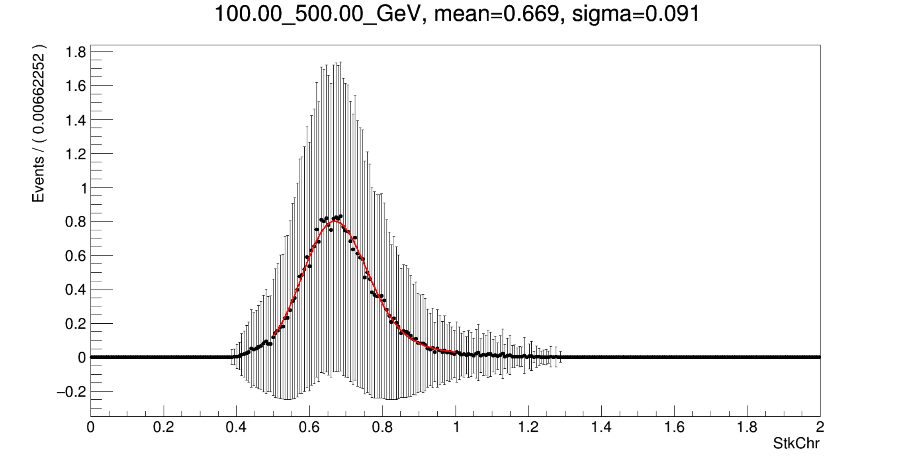 100.00_500.00_GeV, mean=0.669, sigma=0.091
Events / ( 0.00662252 )
1.8
1.6
1.4
1.2
1
0.8
0.6
0.4
0.2
0
−0.2
0 0.2 0.4 0.6 0.8 1 1.2 1.4 1.6 1.8 2
StkChr